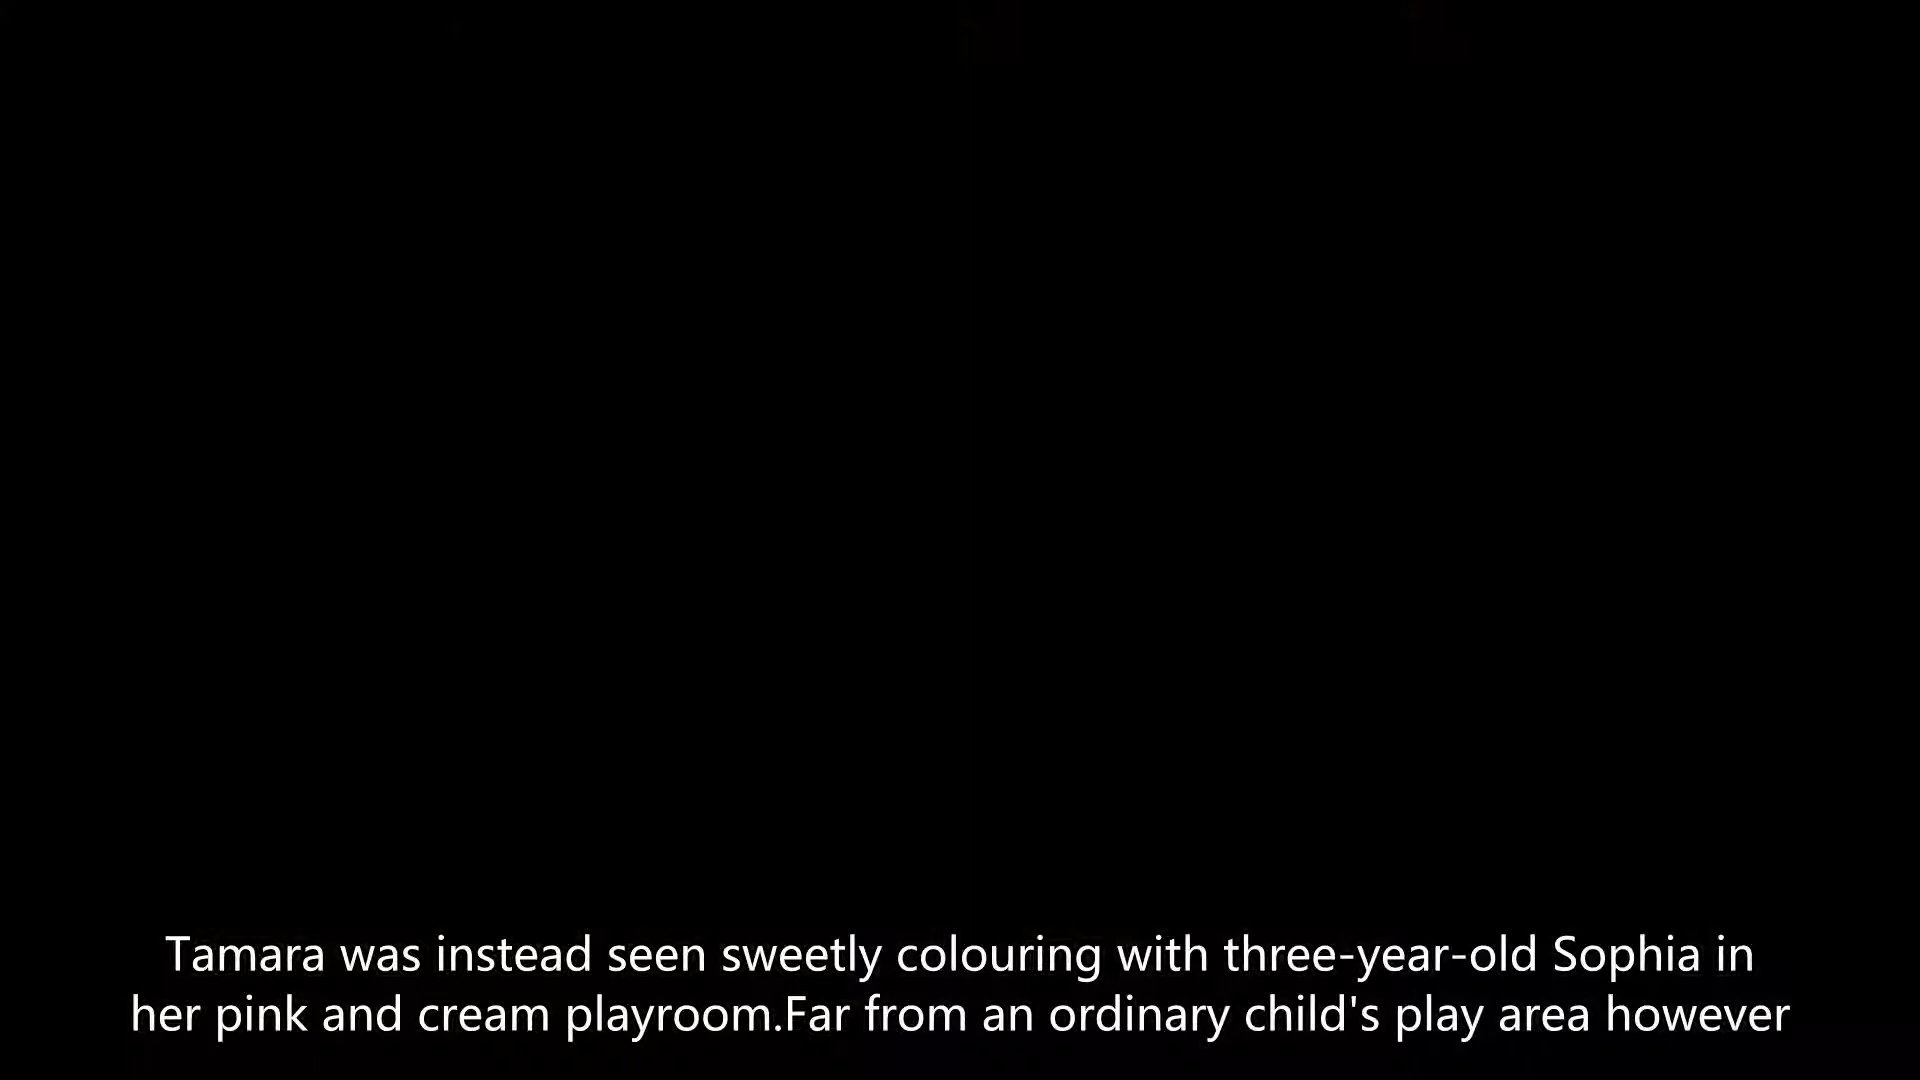 Tamara was instead seen sweetly colouring with three-year-old Sophia in
her pink and cream playroom.Far from an ordinary child's play area however